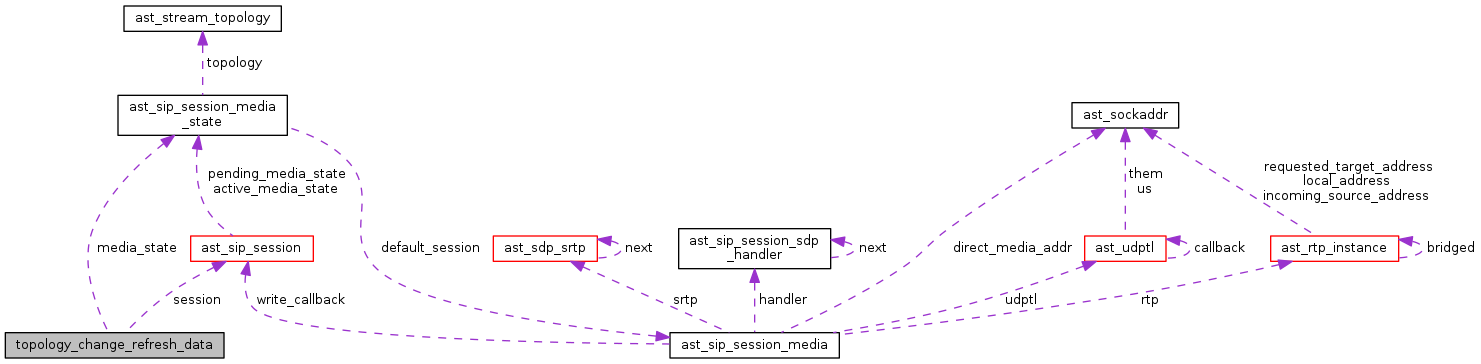 ast_stream_topology
topology
ast_sip_session_media
_state
ast_sockaddr
pending_media_state
active_media_state
them
us
requested_target_address
local_address
incoming_source_address
media_state
ast_sip_session
default_session
ast_sdp_srtp
next
ast_sip_session_sdp
_handler
next
direct_media_addr
ast_udptl
callback
ast_rtp_instance
bridged
session
write_callback
srtp
handler
udptl
rtp
topology_change_refresh_data
ast_sip_session_media